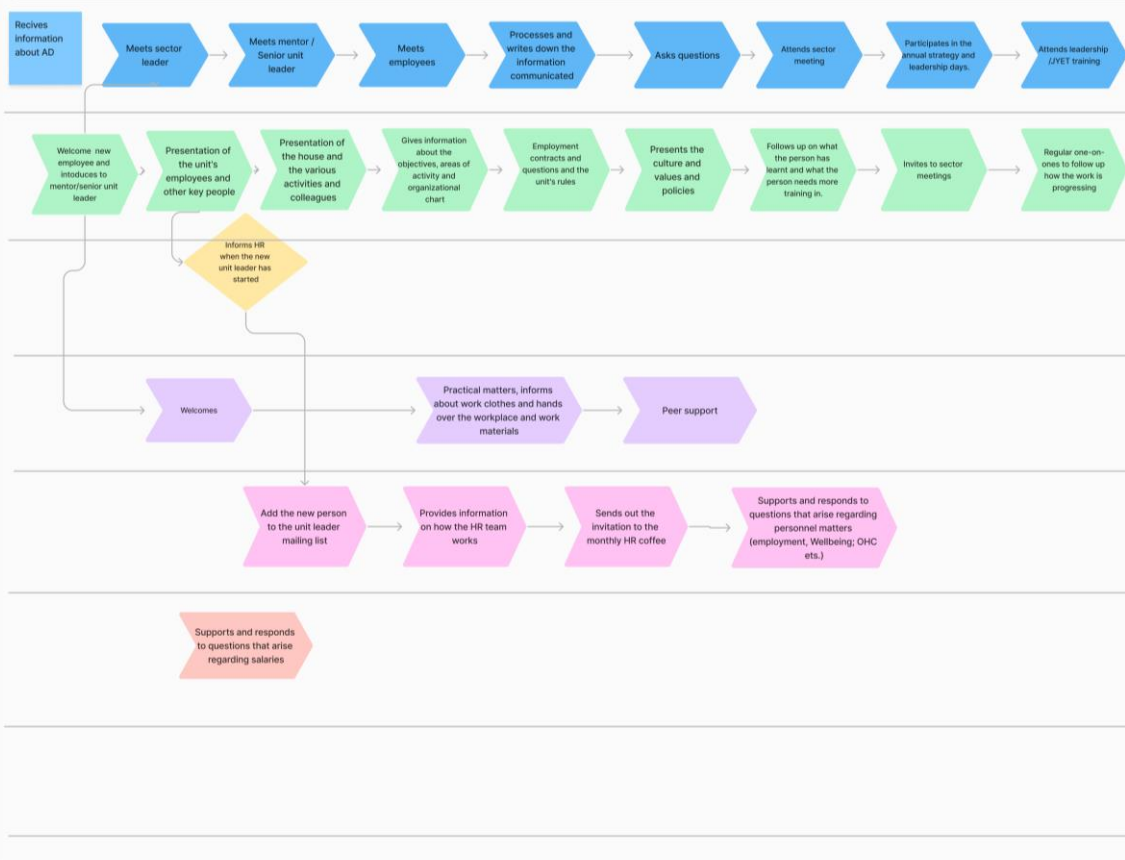 Recives
information
about AD
Meets sector
leader
Meets mentor /
Senior unit
leader
Meets
employees
Processes and
writes down the
information
communicated
Asks questions
Attends sector
meeting
Participates in the
annual strategy and
leadership days.
Attends leadership
/JYET training
Welcome new
employee and
intoduces to
mentor/senior unit
leader
Presentation of
the unit's
employees and
other key people
Presentation of
the house and
the various
activities and
colleagues
Gives information
about the
objectives, areas of
activity and
organizational
chart
Employment
contracts and
questions and the
unit's rules
Presents the
culture and
values and
policies
Follows up on what
the person has
learnt and what the
person needs more
training in.
Invites to sector
meetings
Regular one-on-
ones to follow up
how the work is
progressing
Informs HR
when the new
unit leader has
started
Welcomes
Practical matters, informs
about work clothes and hands
over the workplace and work
materials
Peer support
Add the new person
to the unit leader
mailing list
Provides information
on how the HR team
works
Sends out the
invitation to the
monthly HR coffee
Supports and responds to
questions that arise regarding
personnel matters
(employment, Wellbeing; OHC
ets.)
Supports and responds
to questions that arise
regarding salaries